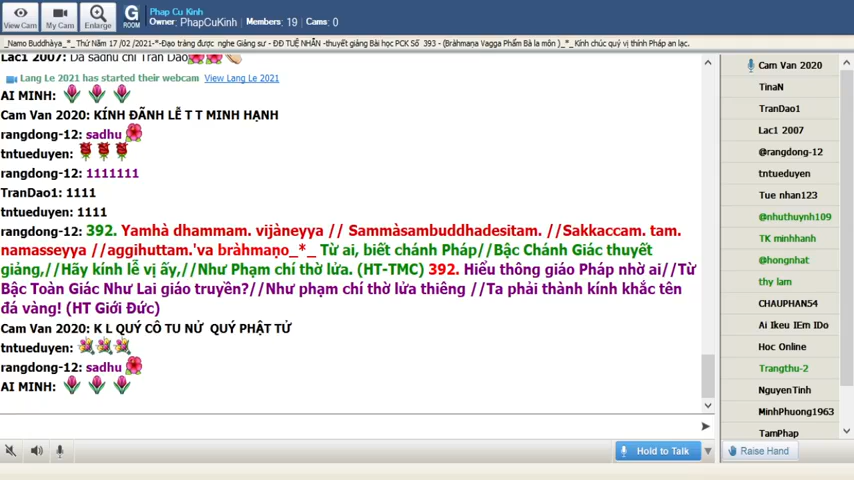 View Cam
My Cam
Enlarge
G
ROOM
Phap Cu Kinh
Owner: PhapCuKinh | Members: 19 | Cams: 0
_Namo Buddhàya_*_ Thứ Năm 17 /02 /2021-*-Đạo tràng được nghe Giảng sư - ĐĐ TUỆ NHÂN -thuyết giảng Bài học PCK Số 393 - (Bràhmaṇa Vagga Phẩm Bà la môn )_*_Kính chúc quý vị thính Pháp an lạc.
Lac1 2007: Dạ sadhu chị Tran Dao
Lang Le 2021 has started their webcam View Lang Le 2021
AI MINH:
Cam Van 2020: KÍNH ĐÃNH LỄ T T MINH HẠNH
rangdong-12: sadhu
tntueduyen:
rangdong-12: 1111111
TranDao1: 1111
tntueduyen: 1111
rangdong-12: 392. Yamhà dhammam. vijàneyya // Sammàsambuddhadesitam. //Sakkaccam. tam.
namasseyya //aggihuttam.'va bràhmaṇo_*_ Từ ai, biết chánh Pháp//Bậc Chánh Giác thuyết
giảng,//Hãy kính lễ vị ấy,//Như Phạm chí thờ lửa. (HT-TMC) 392. Hiểu thông giáo Pháp nhờ ai//Từ
Bậc Toàn Giác Như Lai giáo truyền?//Như phạm chí thờ lửa thiêng //Ta phải thành kính khắc tên
đá vàng! (HT Giới Đức)
Cam Van 2020: K L QUÝ CÔ TU NỬ QUÝ PHẬT TỬ
tntueduyen:
rangdong-12: sadhu
AI MINH:
Hold to Talk
Cam Van 2020
TinaN
TranDao1
Lac1 2007
@rangdong-12
tntueduyen
Tue nhan123
@nhuthuynh109
TK minhhanh
@hongnhat
thy lam
CHAUPHAN54
Ai Ikeu IEm IDo
Hoc Online
Trangthu-2
NguyenTinh
MinhPhuong1963
TamPhap
Raise Hand